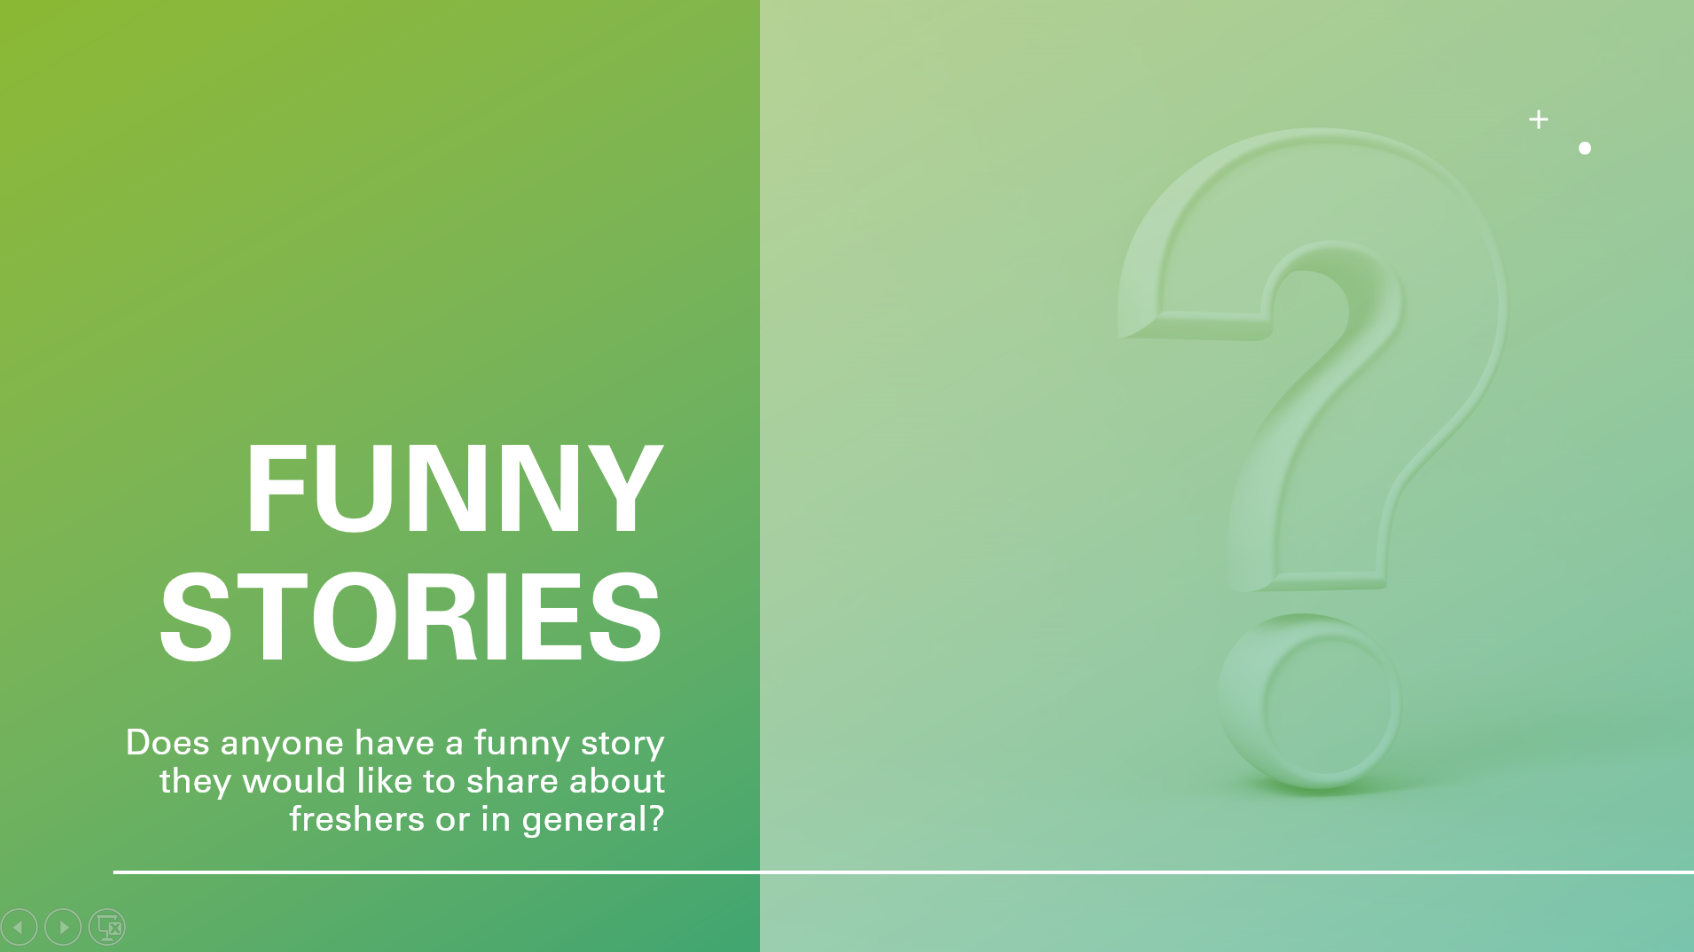 FUNNY
STORIES
Does anyone have a funny story
they would like to share about
freshers or in general?